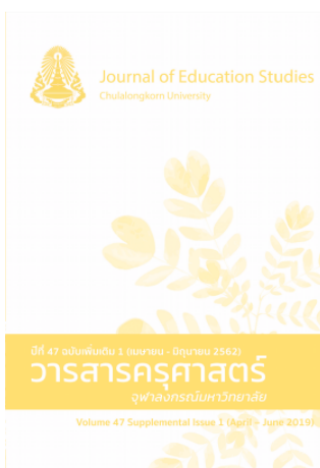 Journal of Education Studies
Chulalongkorn University
ปีที่ 47 ฉบับเพิ่มเติม 1 (เมษายน - มิถุนายน 2562)
วารสารครุศาสตร์
จุฬาลงกรณ์มหาวิทยาลัย
Volume 47 Supplemental Issue 1 (April - June 2019)